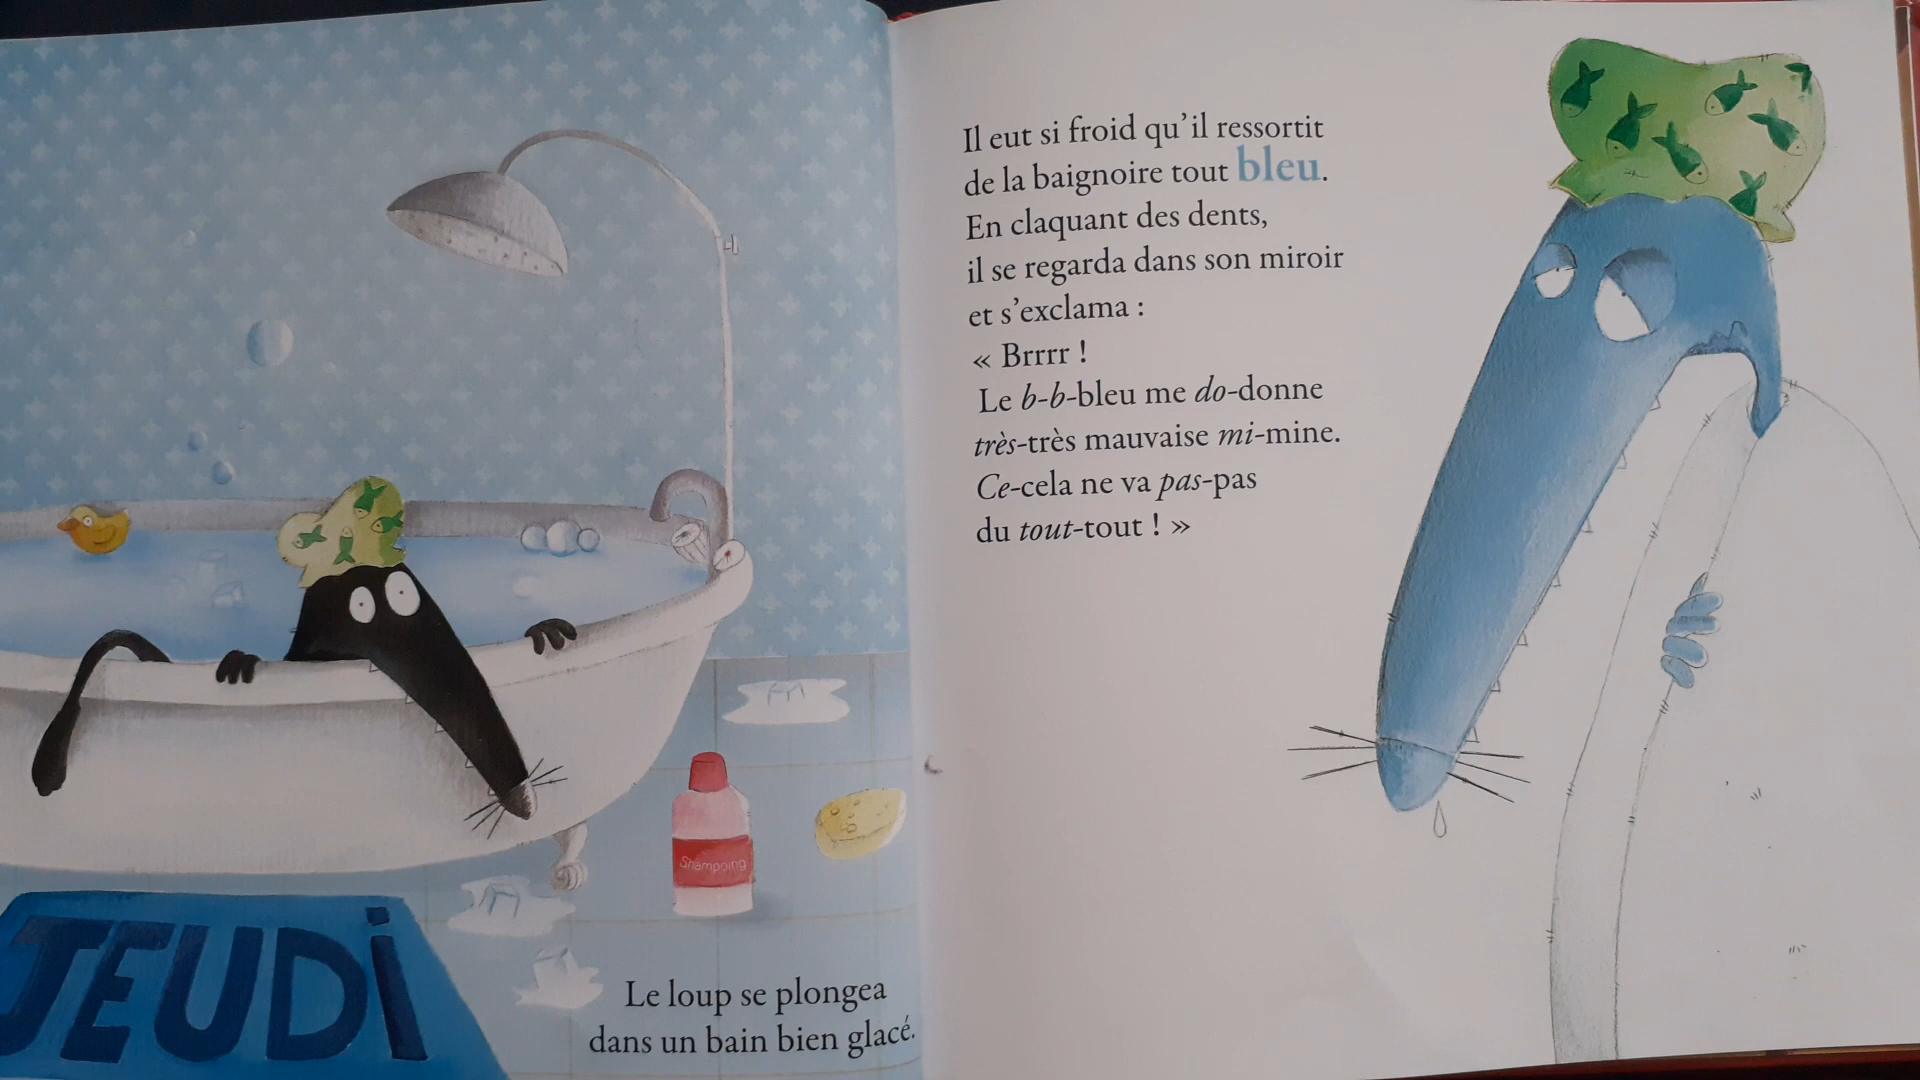 Shampoing
JEUDi
Le loup se plongea
dans un bain bien glacé.
Il eut si froid qu'il ressortit
de la baignoire tout bleu.
En claquant des dents,
il se regarda dans son miroir
et s'exclama :
« Brrrr !
Le b-b-bleu me do-donne
très-très mauvaise mi-mine.
Ce-cela ne va pas-pas
du tout-tout ! »